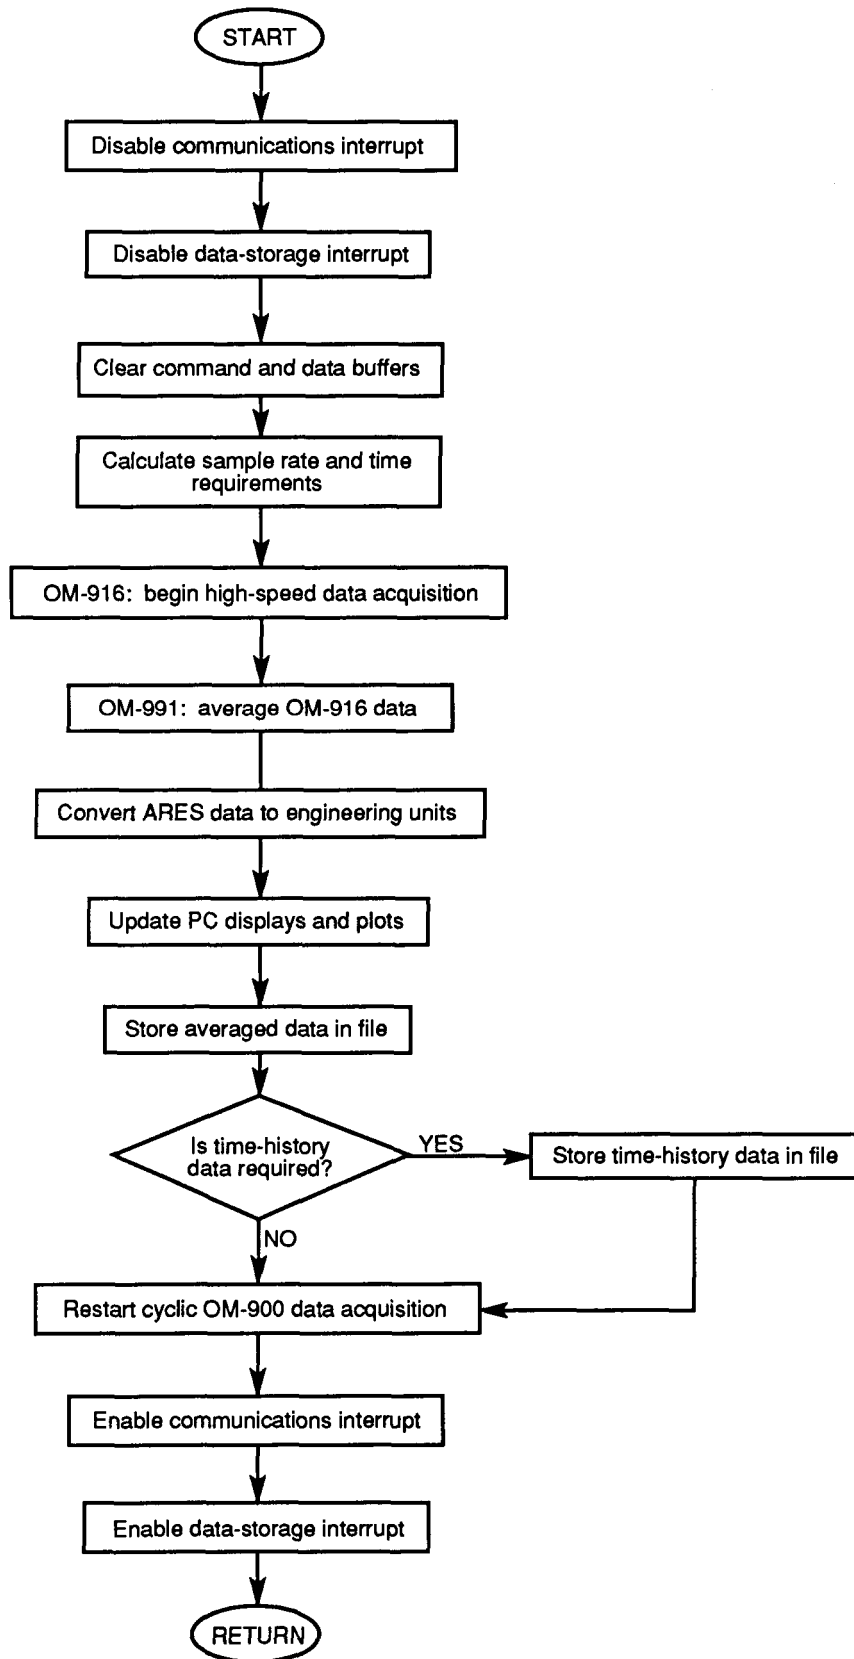 START
Disable communications interrupt
Disable data-storage interrupt
Clear command and data buffers
Calculate sample rate and time
requirements
OM-916: begin high-speed data acquisition
OM-991: average OM-916 data
Convert ARES data to engineering units
Update PC displays and plots
Store averaged data in file
Is time-history
data required?
YES
Store time-history data in file
NO
Restart cyclic OM-900 data acquisition
Enable communications interrupt
Enable data-storage interrupt
RETURN